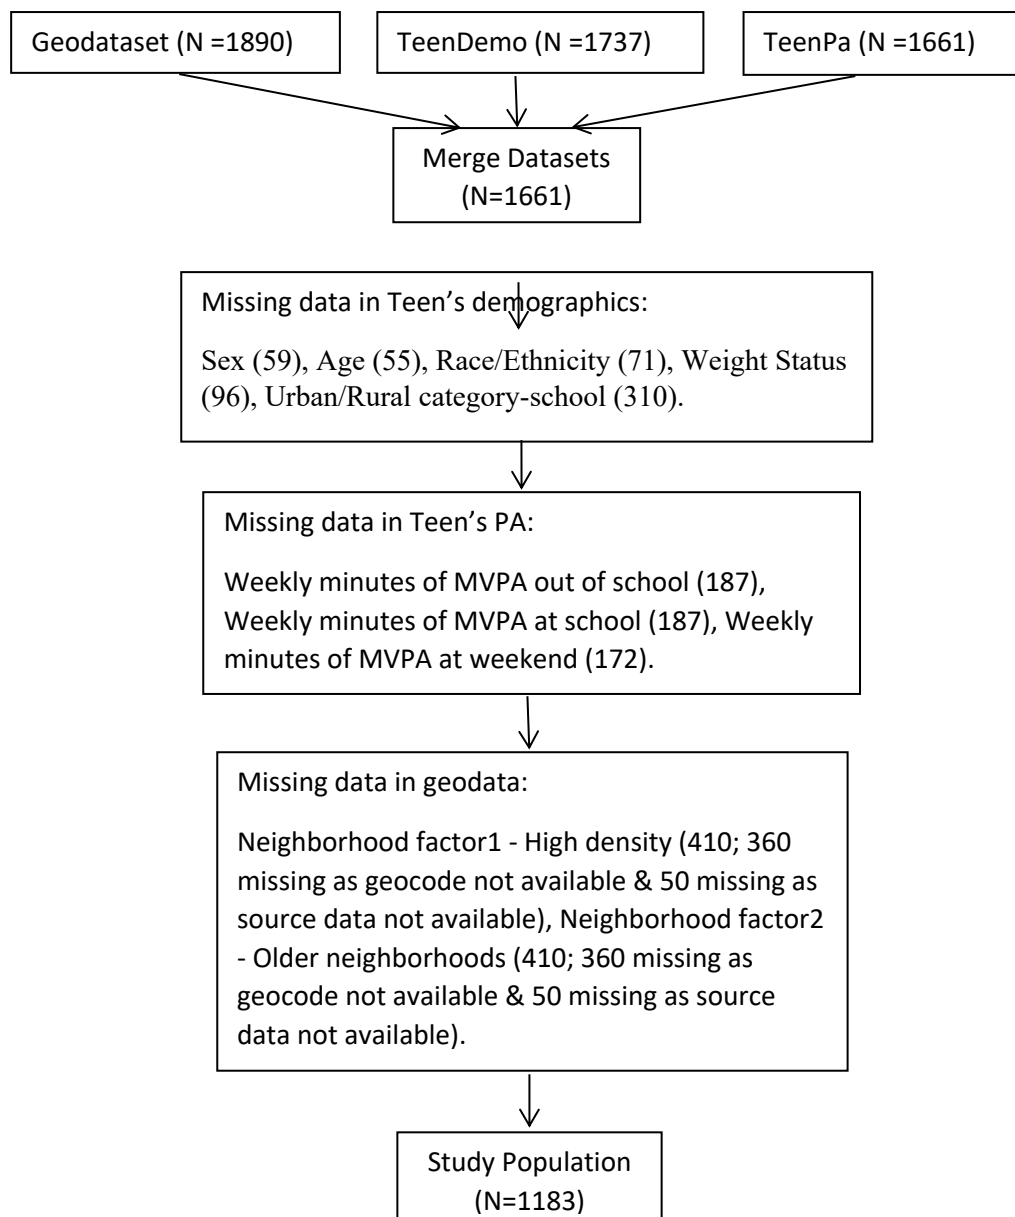 Geodataset (N =1890)
TeenDemo (N =1737)
TeenPa (N =1661)
Merge Datasets
(N=1661)
Missing data in Teen’s demographics:
Sex (59), Age (55), Race/Ethnicity (71), Weight Status
(96), Urban/Rural category-school (310).
Missing data in Teen’s PA:
Weekly minutes of MVPA out of school (187),
Weekly minutes of MVPA at school (187), Weekly
minutes of MVPA at weekend (172).
Missing data in geodata:
Neighborhood factor1 - High density (410; 360
missing as geocode not available & 50 missing as
source data not available), Neighborhood factor2
- Older neighborhoods (410; 360 missing as
geocode not available & 50 missing as source
data not available).
Study Population
(N=1183)